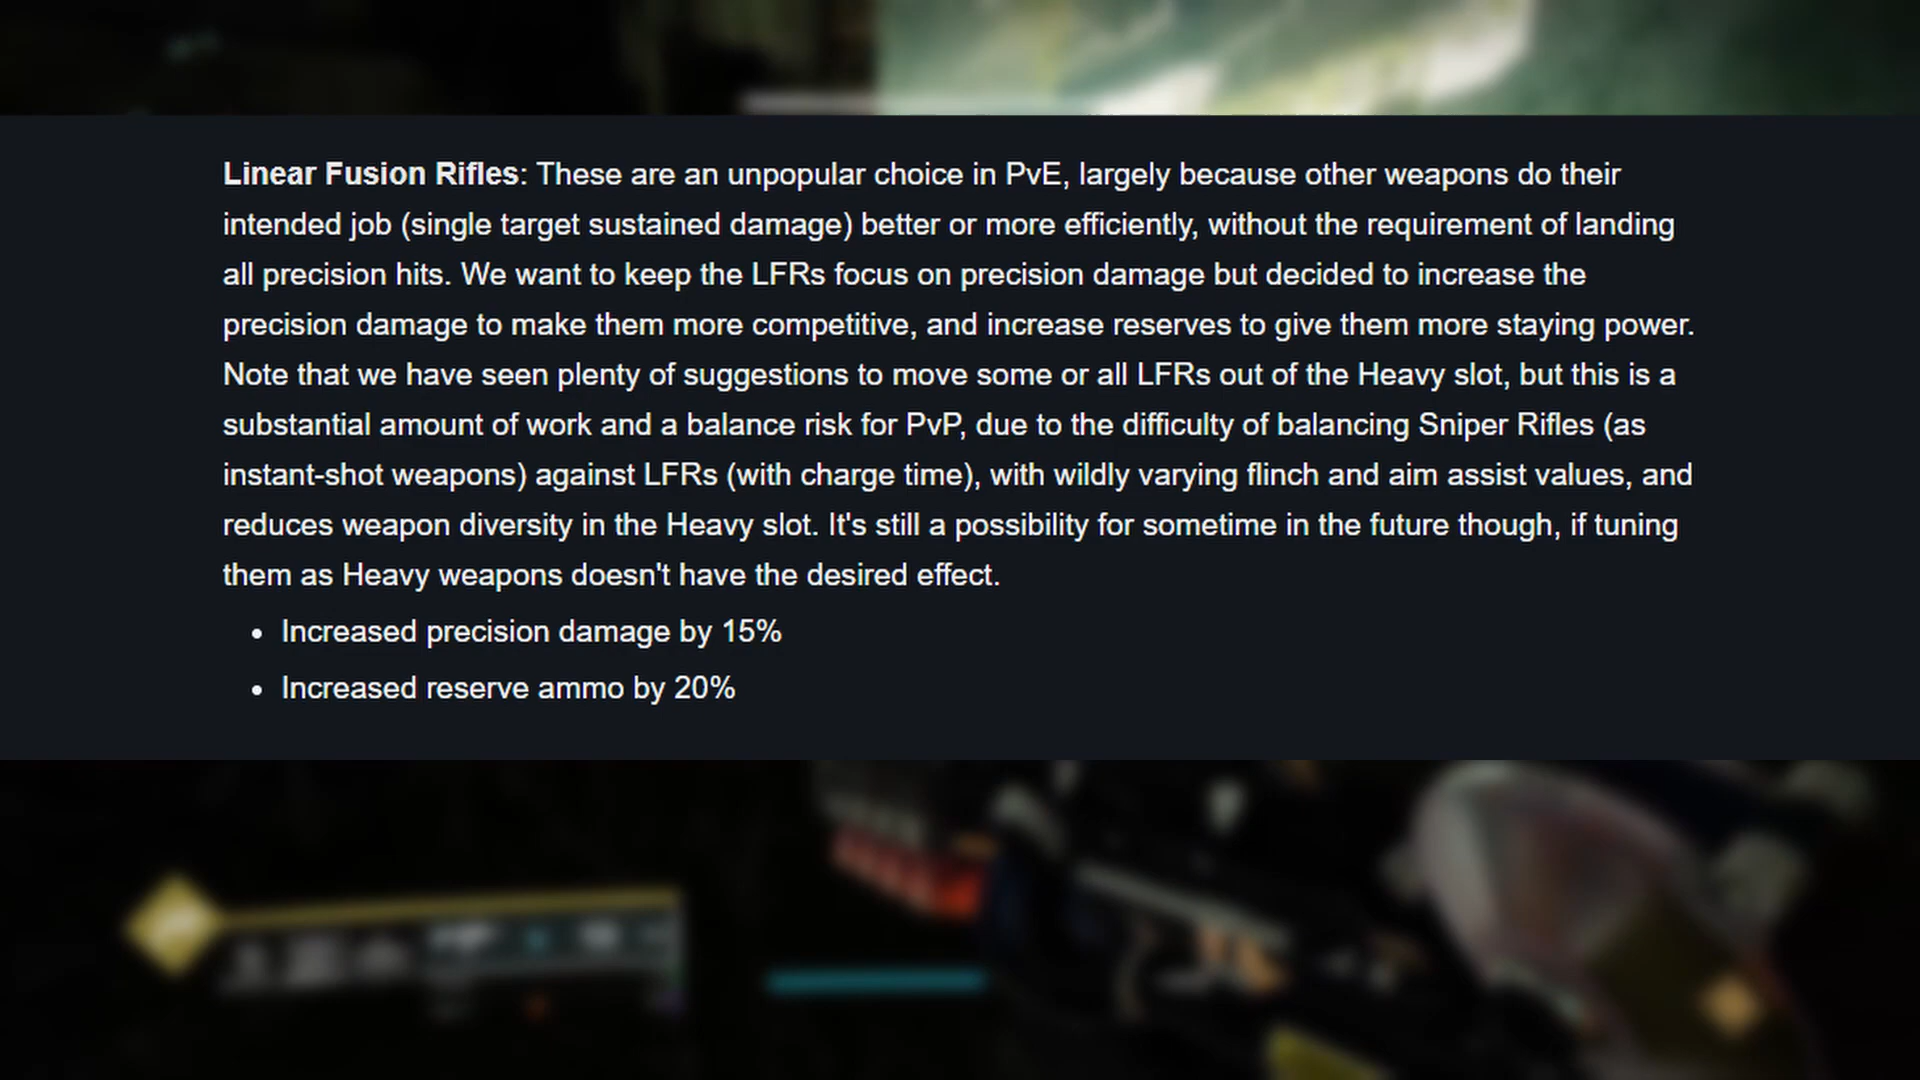 Linear Fusion Rifles: These are an unpopular choice in PvE, largely because other weapons do their
intended job (single target sustained damage) better or more efficiently, without the requirement of landing
all precision hits. We want to keep the LFRs focus on precision damage but decided to increase the
precision damage to make them more competitive, and increase reserves to give them more staying power.
Note that we have seen plenty of suggestions to move some or all LFRs out of the Heavy slot, but this is a
substantial amount of work and a balance risk for PvP, due to the difficulty of balancing Sniper Rifles (as
instant-shot weapons) against LFRs (with charge time), with wildly varying flinch and aim assist values, and
reduces weapon diversity in the Heavy slot. It's still a possibility for sometime in the future though, if tuning
them as Heavy weapons doesn't have the desired effect.
• Increased precision damage by 15%
• Increased reserve ammo by 20%